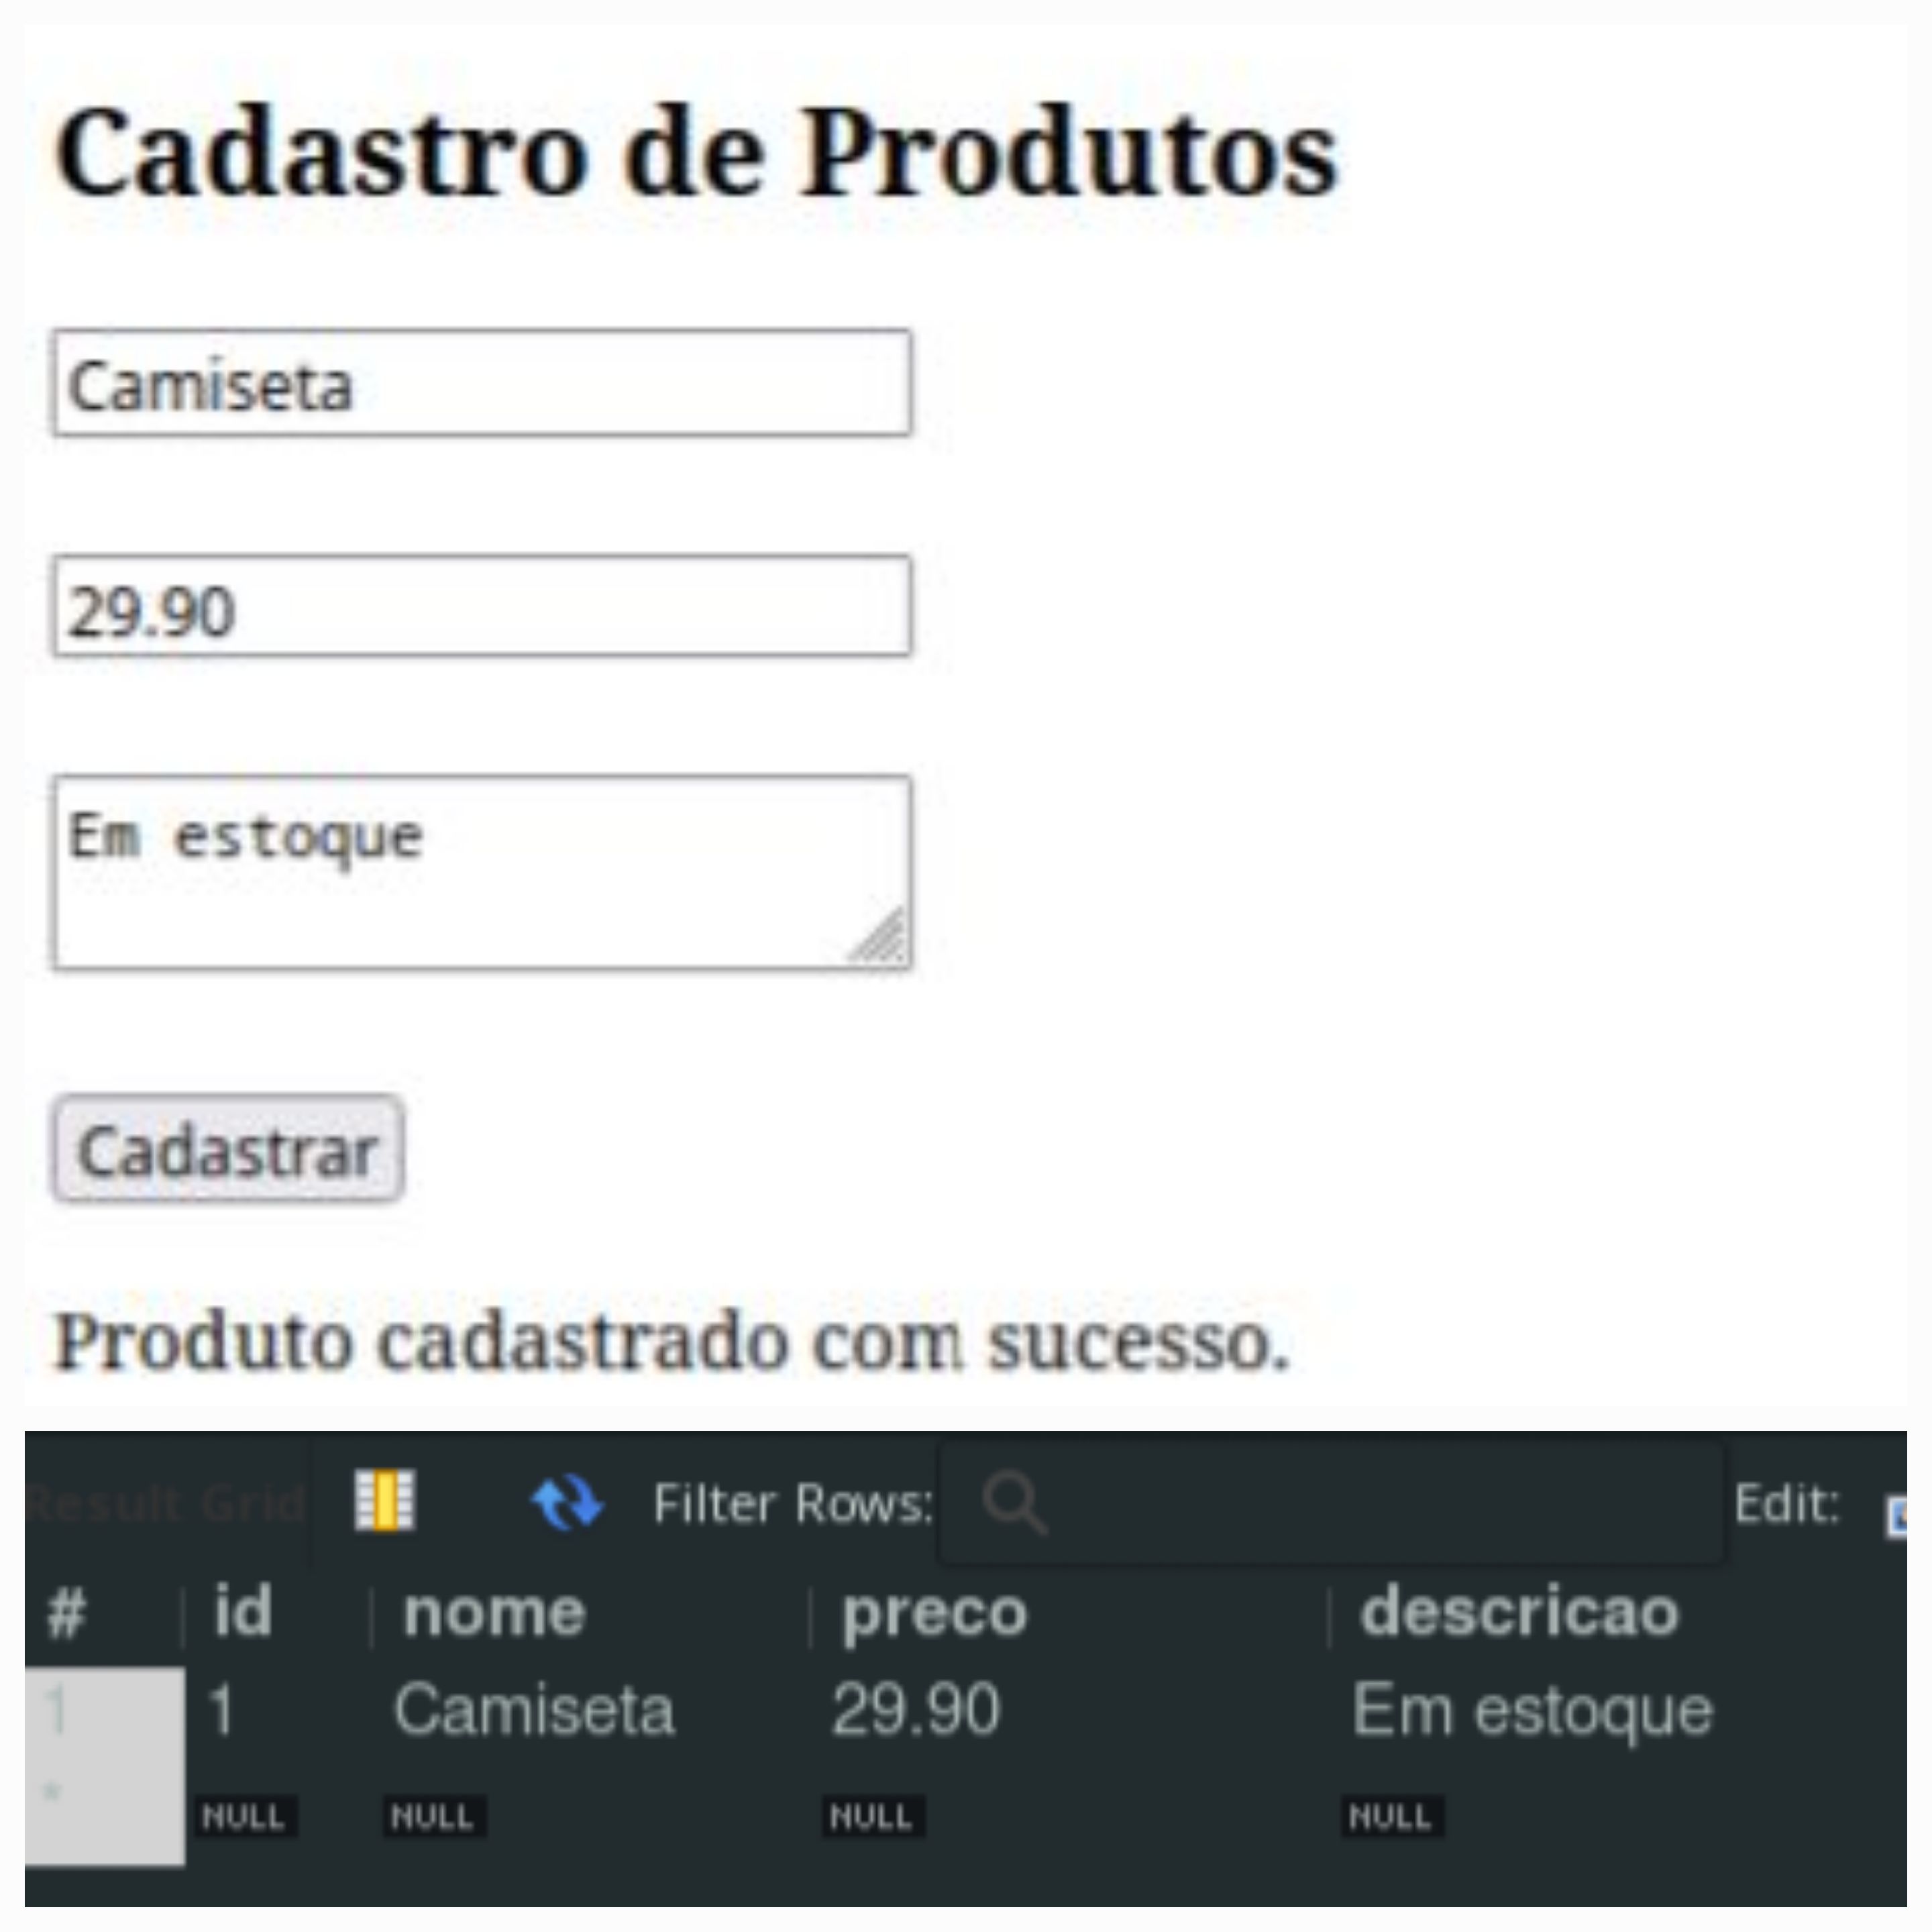 Cadastro de Produtos
Camiseta
29.90
Em estoque
Cadastrar
Produto cadastrado com sucesso.
Result Grid Filter Rows: Edit:
# id nome preco descricao
1 1 Camiseta 29.90 Em estoque
* NULL NULL NULL NULL